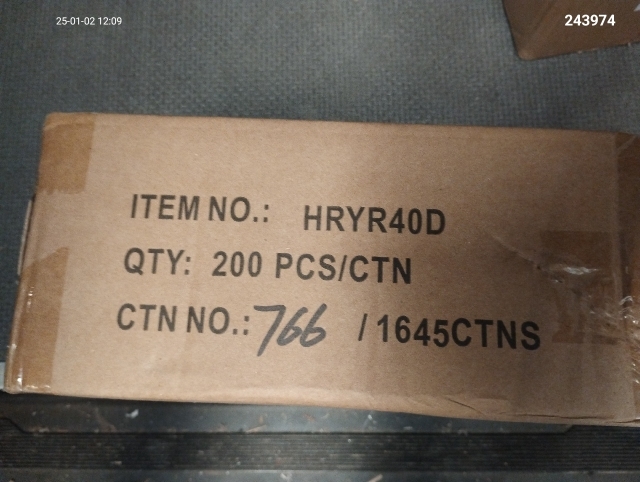 25-01-02 12:09
243974
ITEM NO.: HRYR40D
QTY: 200 PCS/CTN
CTN NO.: 766 / 1645CTNS